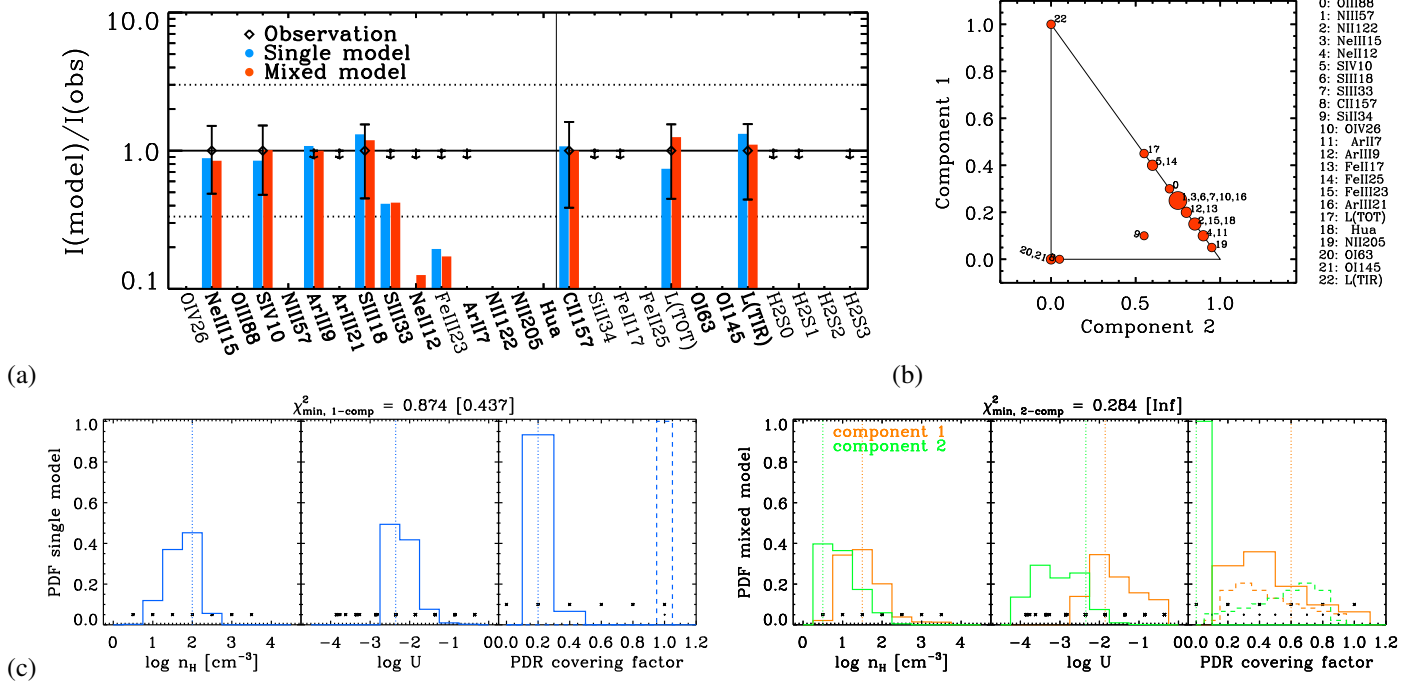 10.0
1.0
0.1
I(model)/I(obs)
Observation
Single model
Mixed model
OIV26
NeIII15
OIII88
SIV10
NIII57
ArIII9
ArIII21
SIII18
SIII33
NeII12
FeIII23
ArII7
NII122
NII205
Hua
CII157
SiII34
FeII17
FeII25
L(TOT)
OI63
OI145
L(TIR)
H2S0
H2S1
H2S2
H2S3
(a)
1.0
0.8
0.6
0.4
0.2
0.0
Component 1
22
17
5,14
0
1,3,6,7,10,16
12,13
2,15,18
4,11
9
19
20,21
0.0 0.5 1.0
Component 2
0: OIII88
1: NIII57
2: NII122
3: NeIII15
4: NeII12
5: SIV10
6: SIII18
7: SIII33
8: CII157
9: SiII34
10: OIV26
11: ArII7
12: ArIII9
13: FeII17
14: FeII25
15: FeIII23
16: ArIII21
17: L(TOT)
18: Hua
19: NII205
20: OI63
21: OI145
22: L(TIR)
(b)
χ²min, 1-comp = 0.874 [0.437]
PDF single model
1.0
0.8
0.6
0.4
0.2
0.0
0 1 2 3 4
log nH [cm⁻³]
−3 −2 −1
log U
0.0 0.2 0.4 0.6 0.8 1.0 1.2
PDR covering factor
χ²min, 2-comp = 0.284 [Inf]
component 1
component 2
PDF mixed model
1.0
0.8
0.6
0.4
0.2
0.0
0 1 2 3 4
log nH [cm⁻³]
−4 −3 −2 −1
log U
0.0 0.2 0.4 0.6 0.8 1.0 1.2
PDR covering factor
(c)